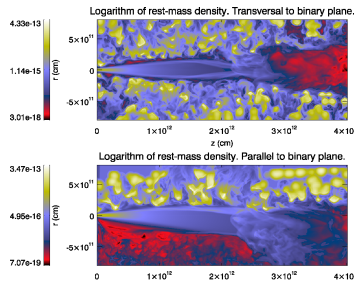 Logarithm of rest-mass density. Transversal to binary plane.
4.33e-13
1.14e-15
3.01e-18
r (cm)
5×10¹¹
0
-5×10¹¹
0 1×10¹² 2×10¹² 3×10¹² 4×10¹²
z (cm)
Logarithm of rest-mass density. Parallel to binary plane.
3.47e-13
4.95e-16
7.07e-19
r (cm)
5×10¹¹
0
-5×10¹¹
0 1×10¹² 2×10¹² 3×10¹² 4×10¹²
z (cm)